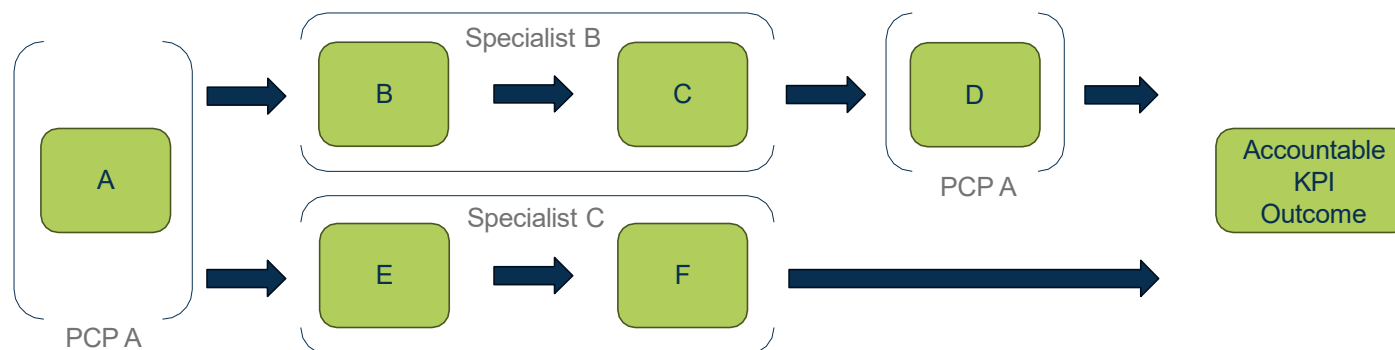 Specialist B
B
C
D
A
PCP A
Accountable
KPI
Outcome
Specialist C
E
F
PCP A